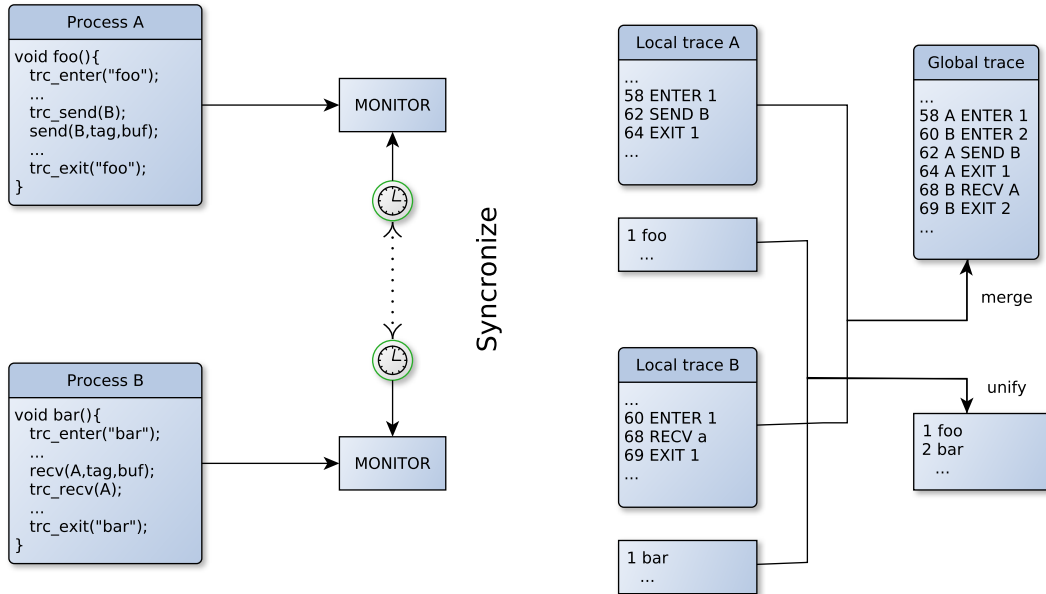 Process A
void foo(){
trc_enter("foo");
...
trc_send(B);
send(B,tag,buf);
...
trc_exit("foo");
}
MONITOR
Syncronize
Process B
void bar(){
trc_enter("bar");
...
recv(A,tag,buf);
trc_recv(A);
...
trc_exit("bar");
}
MONITOR
Local trace A
...
58 ENTER 1
62 SEND B
64 EXIT 1
...
1 foo
...
Local trace B
...
60 ENTER 1
68 RECV a
69 EXIT 1
...
1 bar
...
Global trace
...
58 A ENTER 1
60 B ENTER 2
62 A SEND B
64 A EXIT 1
68 B RECV A
69 B EXIT 2
...
merge
unify
1 foo
2 bar
...